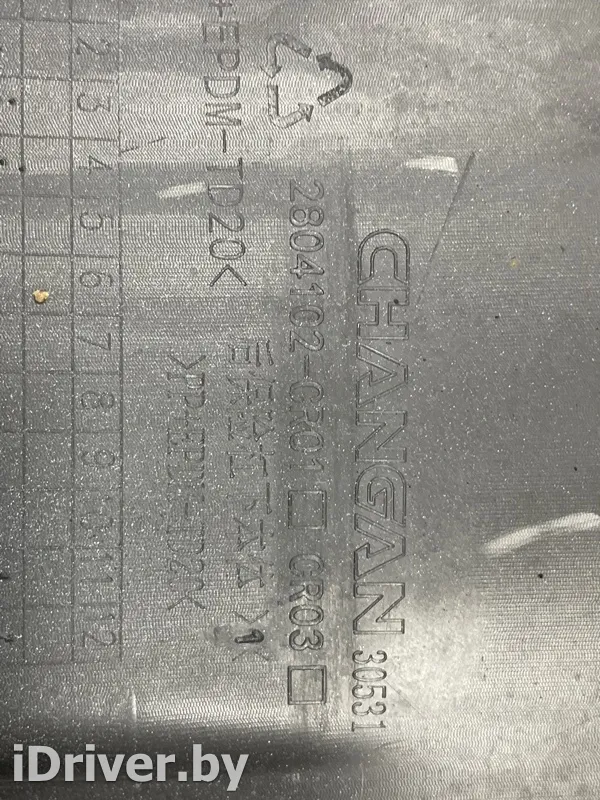 CHANGAN 30531
2804102-CR01□ CR03□
+EPDM-TD20<
2 3 4 5 6 7 8 9 10 11 12
iDriver.by